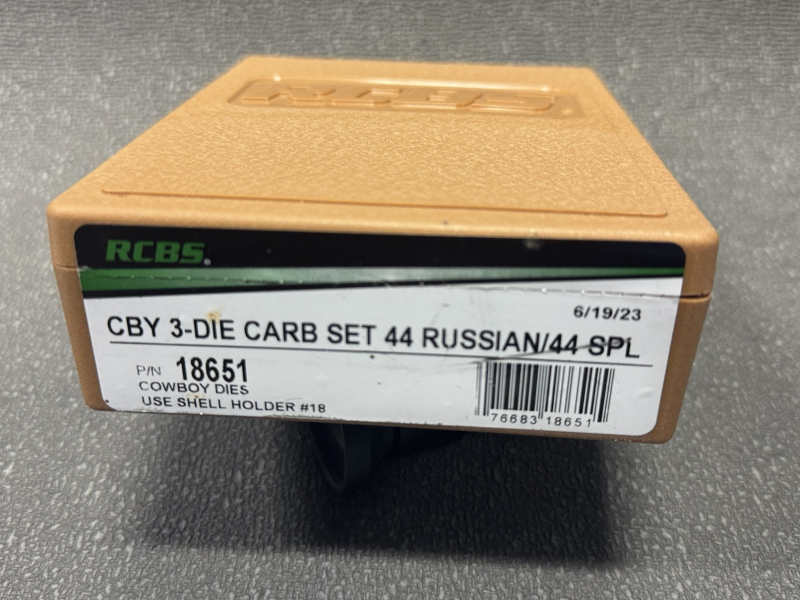 RCBS
RCBS.
6/19/23
CBY 3-DIE CARB SET 44 RUSSIAN/44 SPL
P/N 18651
COWBOY DIES
USE SHELL HOLDER #18
76683 18651